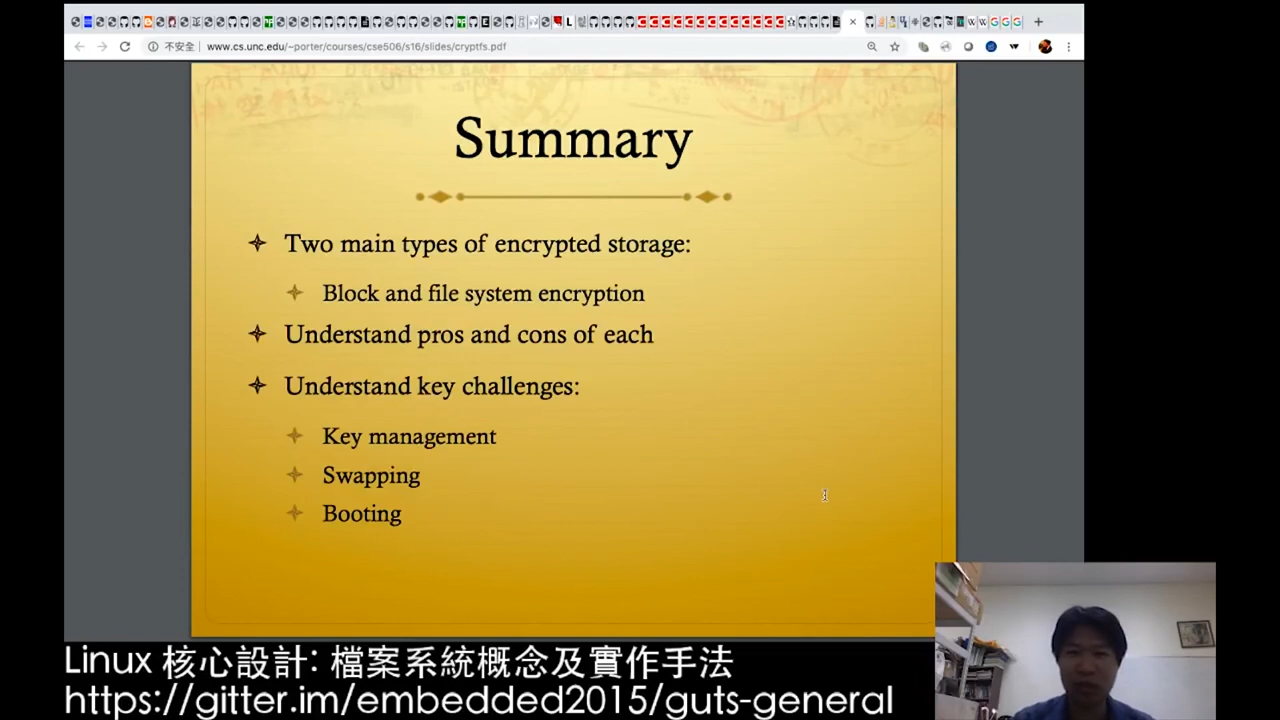 不安全
www.cs.unc.edu/~porter/courses/cse506/s16/slides/cryptfs.pdf
Summary
Two main types of encrypted storage:
Block and file system encryption
Understand pros and cons of each
Understand key challenges:
Key management
Swapping
Booting
Linux 核心設計: 檔案系統概念及實作手法
https://gitter.im/embedded2015/guts-general